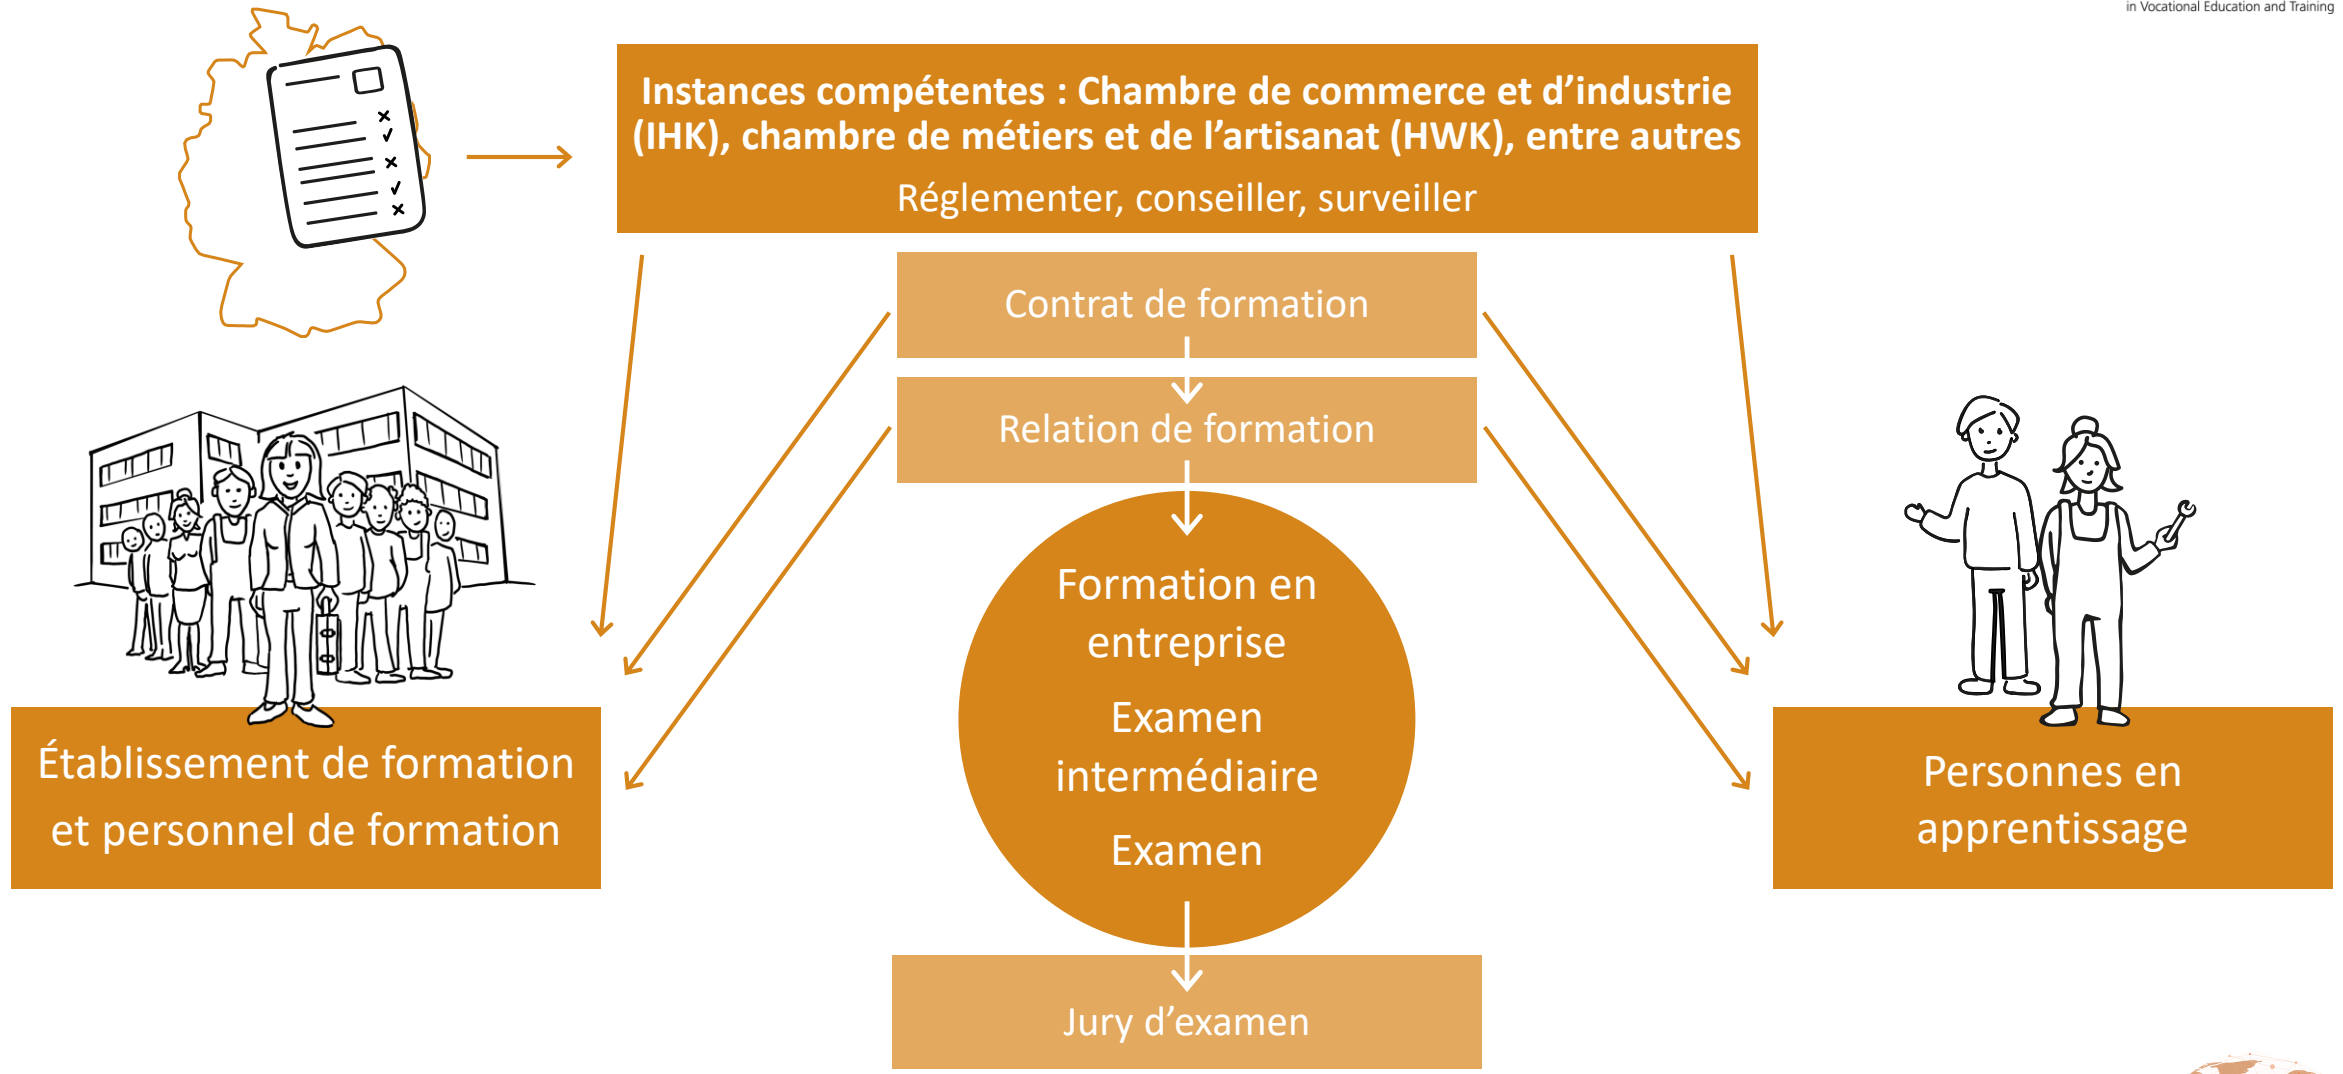 in Vocational Education and Training
Instances compétentes : Chambre de commerce et d’industrie
(IHK), chambre de métiers et de l’artisanat (HWK), entre autres
Réglementer, conseiller, surveiller
Contrat de formation
Relation de formation
Formation en
entreprise
Examen
intermédiaire
Examen
Établissement de formation
et personnel de formation
Personnes en
apprentissage
Jury d’examen